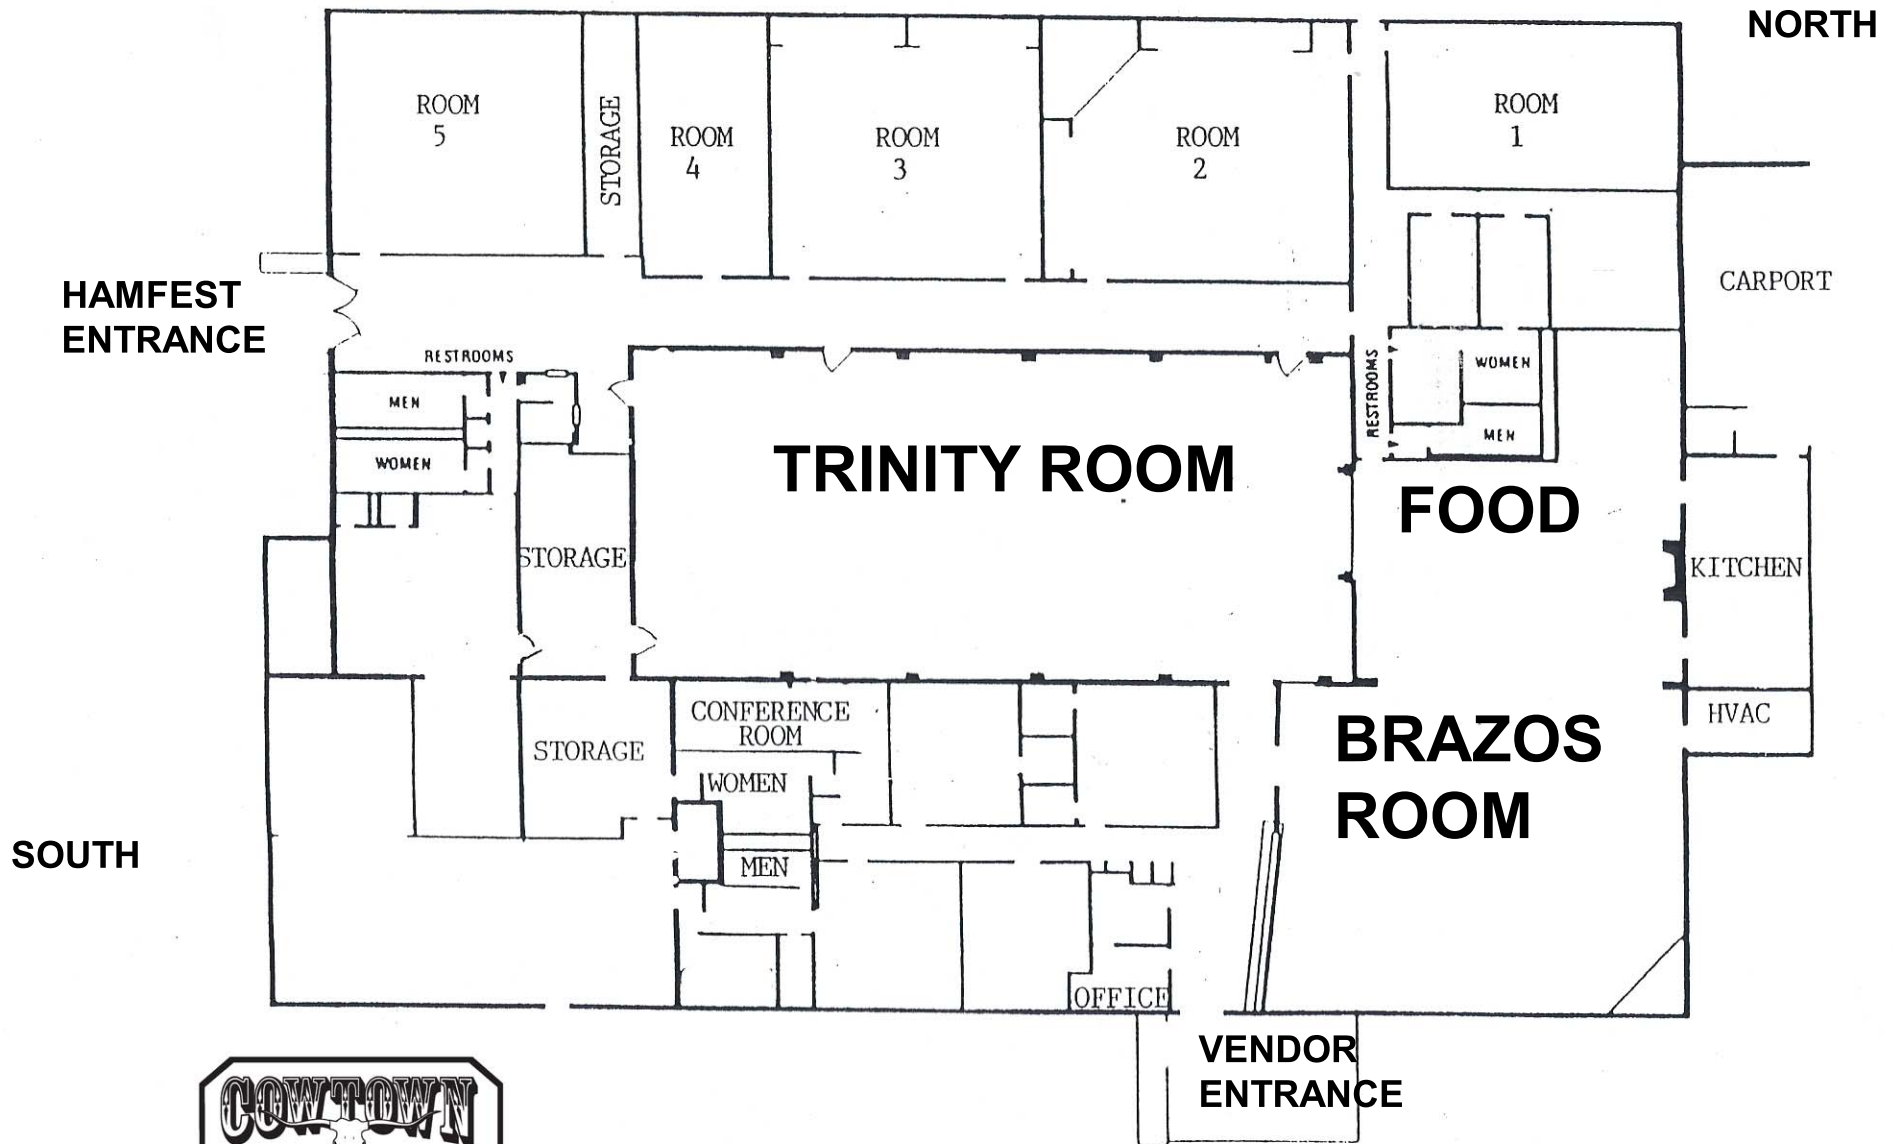 NORTH
ROOM
5
STORAGE
ROOM
4
ROOM
3
ROOM
2
ROOM
1
CARPORT
HAMFEST
ENTRANCE
RESTROOMS
MEN
WOMEN
RESTROOMS
WOMEN
MEN
TRINITY ROOM
FOOD
STORAGE
KITCHEN
CONFERENCE
ROOM
HVAC
STORAGE
WOMEN
BRAZOS
ROOM
SOUTH
MEN
OFFICE
VENDOR
ENTRANCE
COWTOWN